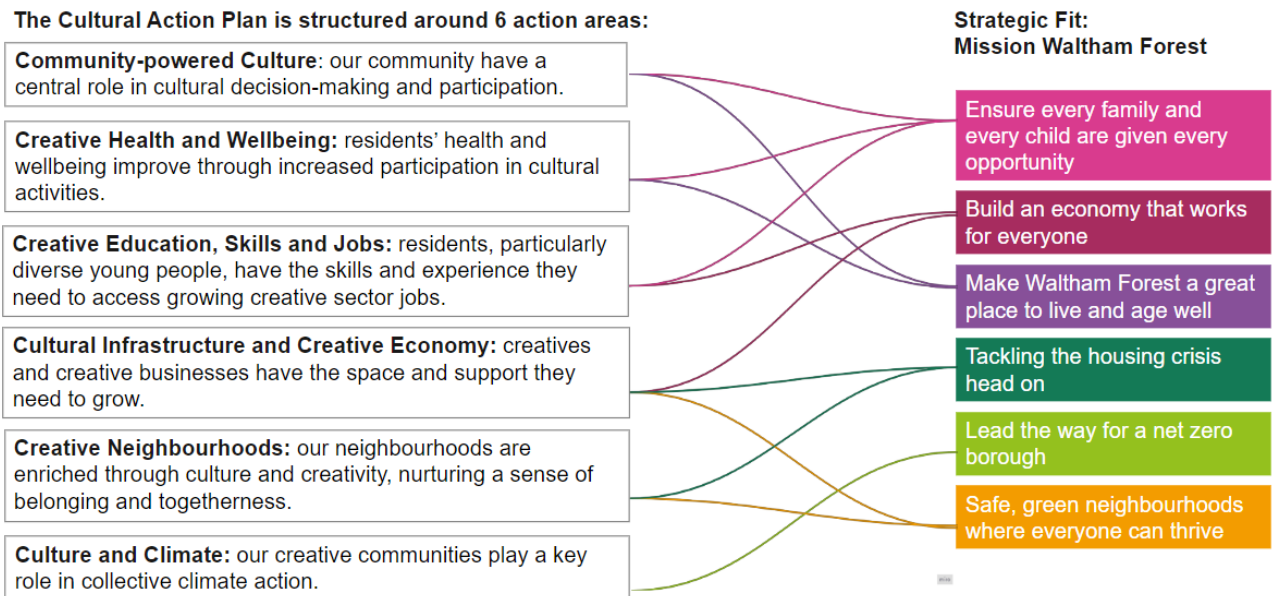 The Cultural Action Plan is structured around 6 action areas:
Community-powered Culture: our community have a
central role in cultural decision-making and participation.
Creative Health and Wellbeing: residents’ health and
wellbeing improve through increased participation in cultural
activities.
Creative Education, Skills and Jobs: residents, particularly
diverse young people, have the skills and experience they
need to access growing creative sector jobs.
Cultural Infrastructure and Creative Economy: creatives
and creative businesses have the space and support they
need to grow.
Creative Neighbourhoods: our neighbourhoods are
enriched through culture and creativity, nurturing a sense of
belonging and togetherness.
Culture and Climate: our creative communities play a key
role in collective climate action.
Strategic Fit:
Mission Waltham Forest
Ensure every family and
every child are given every
opportunity
Build an economy that works
for everyone
Make Waltham Forest a great
place to live and age well
Tackling the housing crisis
head on
Lead the way for a net zero
borough
Safe, green neighbourhoods
where everyone can thrive